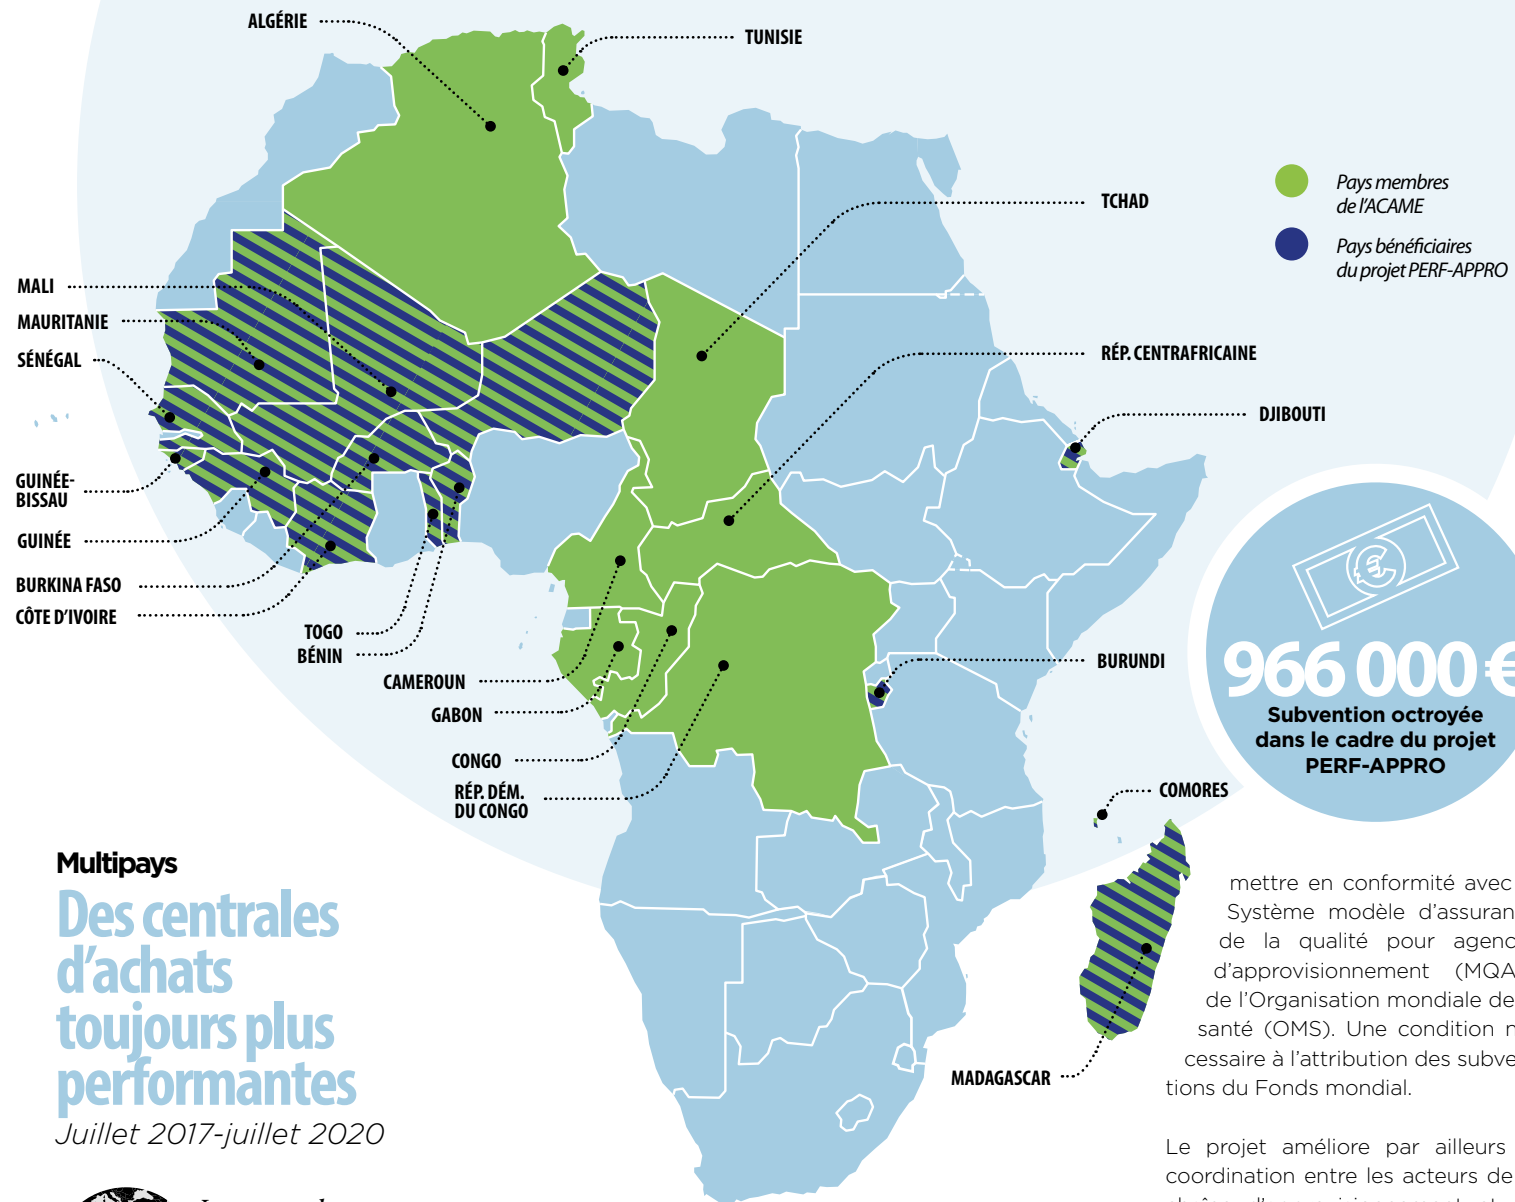 ALGÉRIE
TUNISIE
TCHAD
Pays membres
de l'ACAME
Pays bénéficiaires
du projet PERF-APPRO
MALI
MAURITANIE
SÉNÉGAL
RÉP. CENTRAFRICAINE
DJIBOUTI
GUINÉE-
BISSAU
GUINÉE
BURKINA FASO
CÔTE D'IVOIRE
TOGO
BÉNIN
CAMEROUN
GABON
CONGO
RÉP. DÉM.
DU CONGO
BURUNDI
966 000 €
Subvention octroyée
dans le cadre du projet
PERF-APPRO
COMORES
MADAGASCAR
Multipays
Des centrales
d'achats
toujours plus
performantes
Juillet 2017-juillet 2020
mettre en conformité avec
Système modèle d'assuran
de la qualité pour agenc
d'approvisionnement (MQA
de l'Organisation mondiale de
santé (OMS). Une condition n
cessaire à l'attribution des subve
tions du Fonds mondial.
Le projet améliore par ailleurs
coordination entre les acteurs de